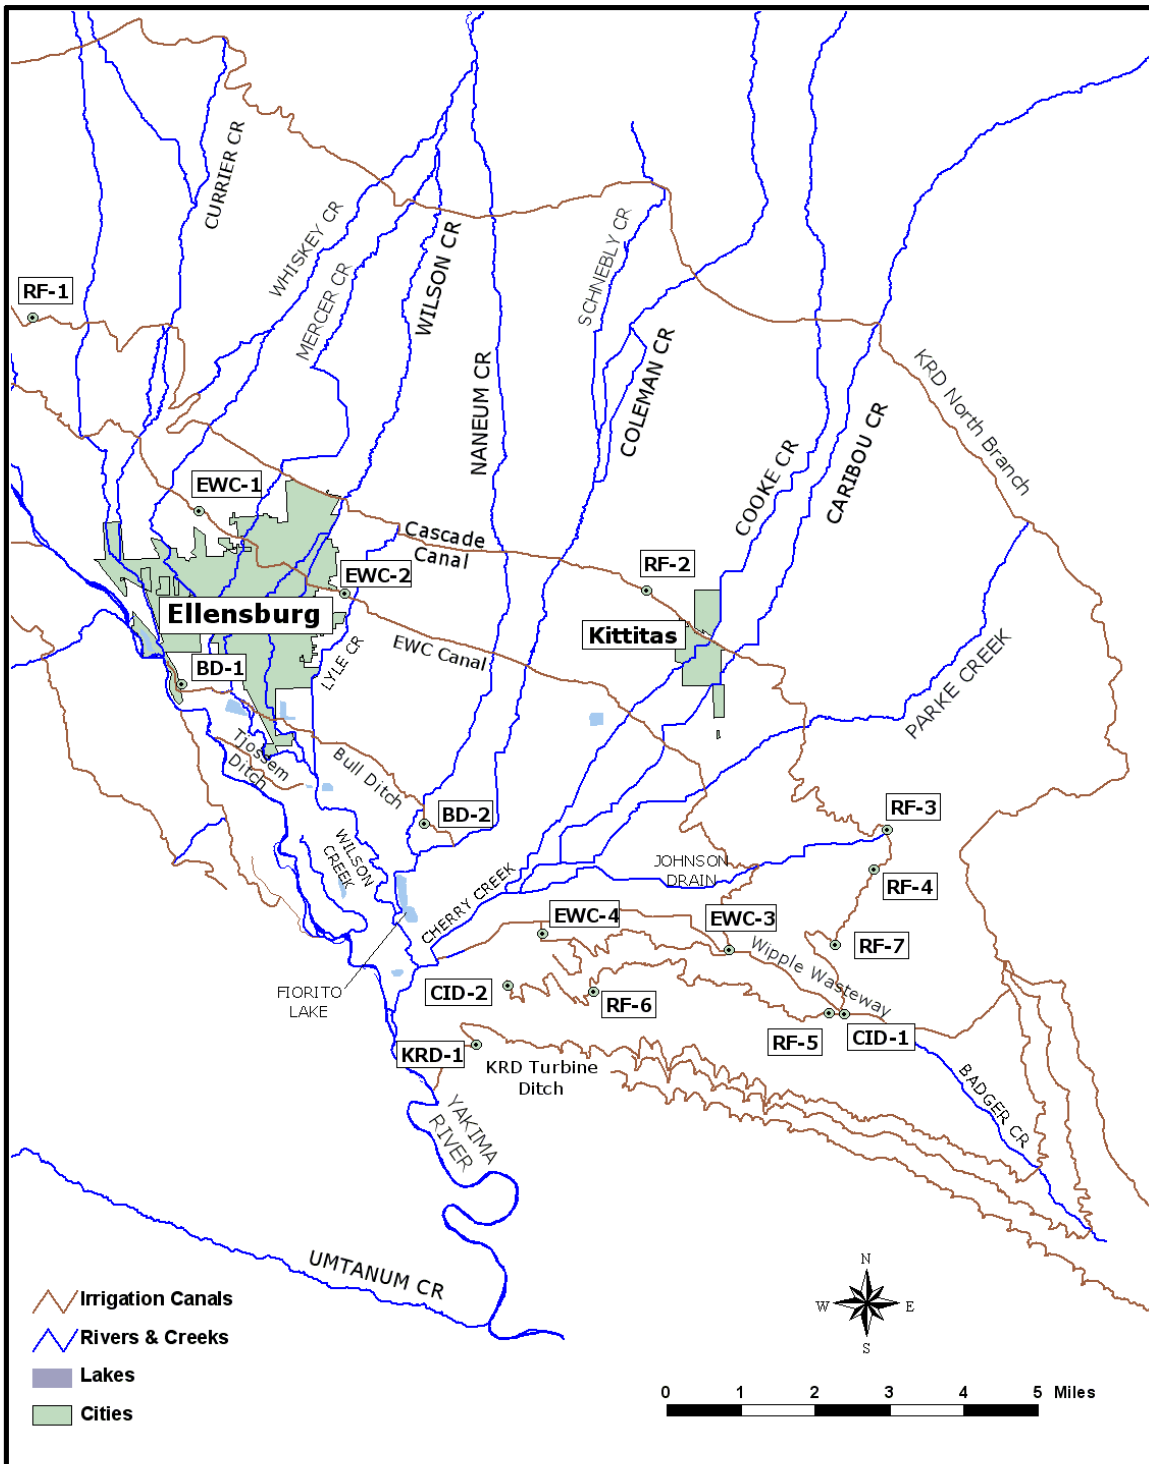 CURRIER CR
WHISKEY CR
MERCER CR
WILSON CR
SCHNEBLY CR
RF-1
NANEUM CR
COLEMAN CR
COOKE CR
CARIBOU CR
KRD North Branch
EWC-1
Cascade
Canal
EWC-2
RF-2
Ellensburg
Kittitas
EWC Canal
LYLE CR
BD-1
PARKE CREEK
Tjossem
Ditch
Bull Ditch
BD-2
RF-3
WILSON
CREEK
JOHNSON
DRAIN
RF-4
CHERRY CREEK
EWC-4
EWC-3
RF-7
Wipple Wasteway
FIORITO
LAKE
CID-2
RF-6
RF-5
CID-1
KRD-1
KRD Turbine
Ditch
BADGER CR
YAKIMA
RIVER
UMTANUM CR
N
W
E
S
Irrigation Canals
Rivers & Creeks
Lakes
Cities
0 1 2 3 4 5 Miles